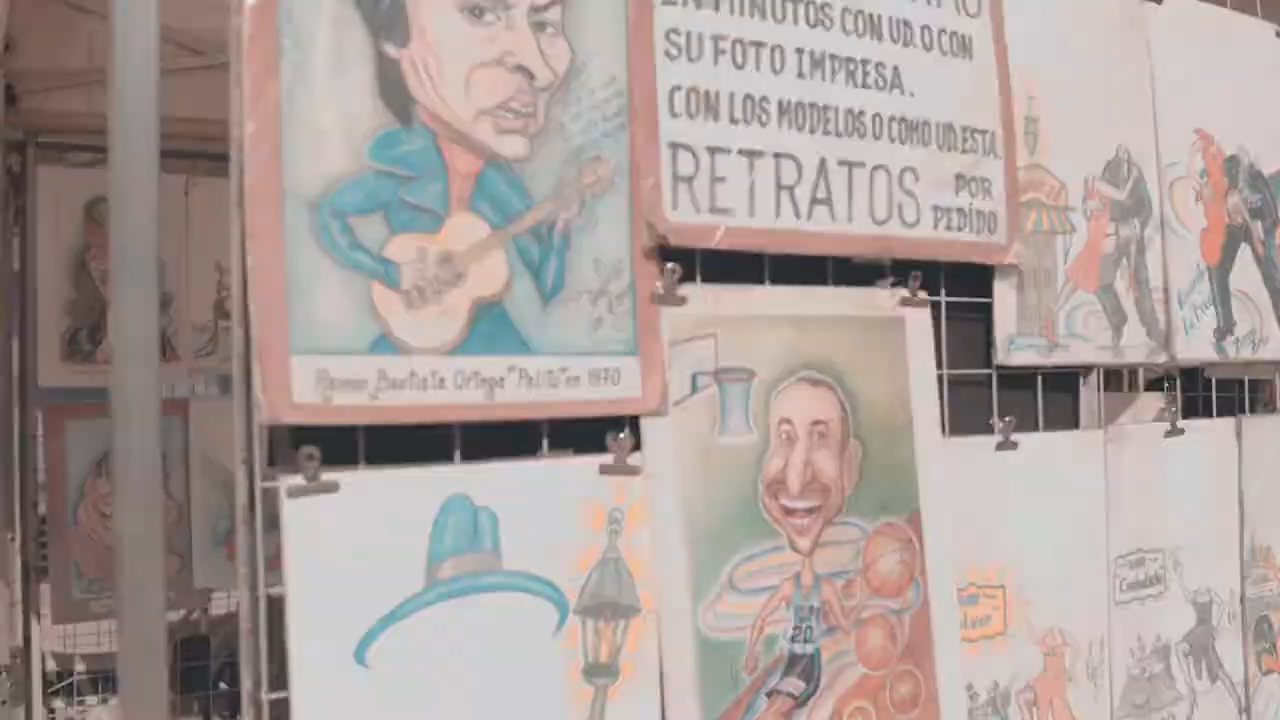 EN MINUTOS CON UD. O CON
SU FOTO IMPRESA.
CON LOS MODELOS O COMO UD. ESTA.
RETRATOS POR
PEDIDO
Bautista Ortega "Palito" en 1970
20